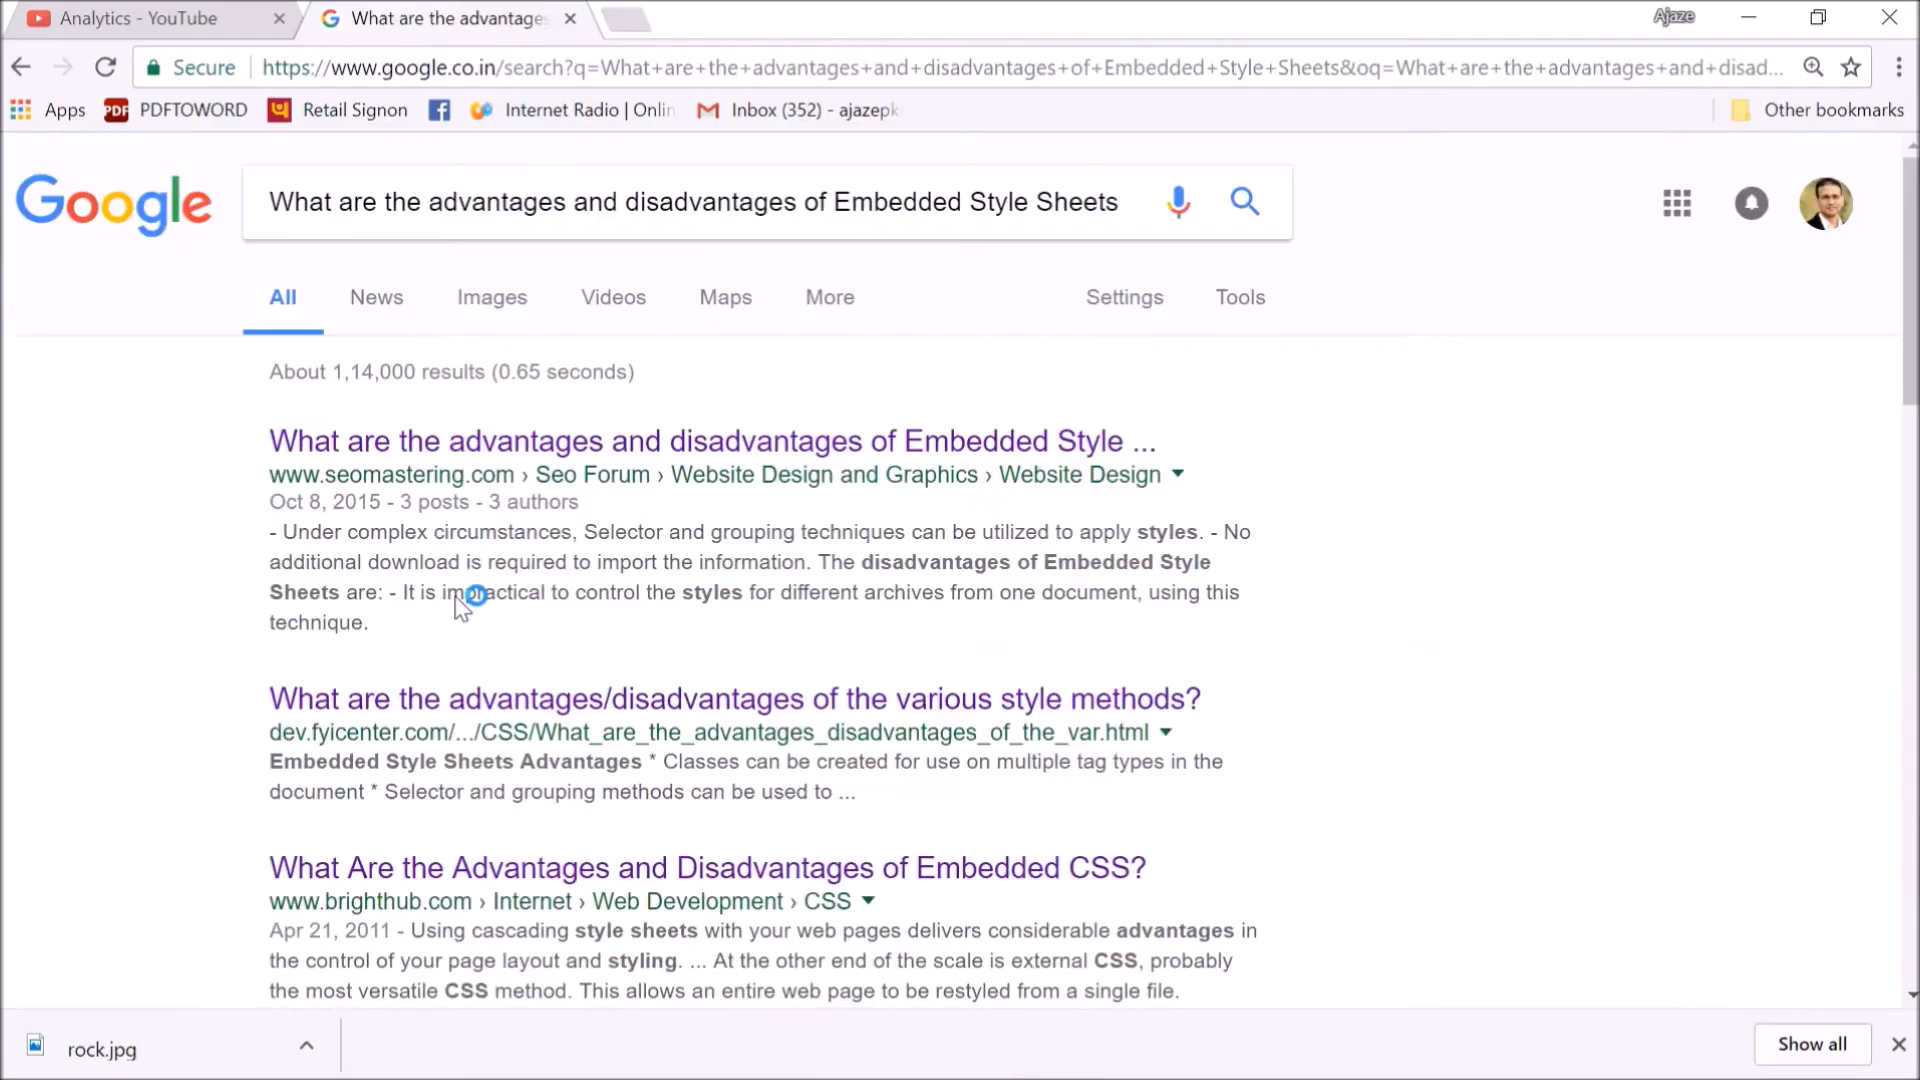 Analytics - YouTube
What are the advantage
Ajaze
Secure
https://www.google.co.in/search?q=What+are+the+advantages+and+disadvantages+of+Embedded+Style+Sheets&oq=What+are+the+advantages+and+disad...
Apps
PDF
PDFTOWORD
Retail Signon
Internet Radio | Onlin
Inbox (352) - ajazepk
Other bookmarks
Google
What are the advantages and disadvantages of Embedded Style Sheets
All
News
Images
Videos
Maps
More
Settings
Tools
About 1,14,000 results (0.65 seconds)
What are the advantages and disadvantages of Embedded Style ...
www.seomastering.com › Seo Forum › Website Design and Graphics › Website Design
Oct 8, 2015 - 3 posts - 3 authors
- Under complex circumstances, Selector and grouping techniques can be utilized to apply styles. - No
additional download is required to import the information. The disadvantages of Embedded Style
Sheets are: - It is impractical to control the styles for different archives from one document, using this
technique.
What are the advantages/disadvantages of the various style methods?
dev.fyicenter.com/.../CSS/What_are_the_advantages_disadvantages_of_the_var.html
Embedded Style Sheets Advantages * Classes can be created for use on multiple tag types in the
document * Selector and grouping methods can be used to ...
What Are the Advantages and Disadvantages of Embedded CSS?
www.brighthub.com › Internet › Web Development › CSS
Apr 21, 2011 - Using cascading style sheets with your web pages delivers considerable advantages in
the control of your page layout and styling. ... At the other end of the scale is external CSS, probably
the most versatile CSS method. This allows an entire web page to be restyled from a single file.
rock.jpg
Show all